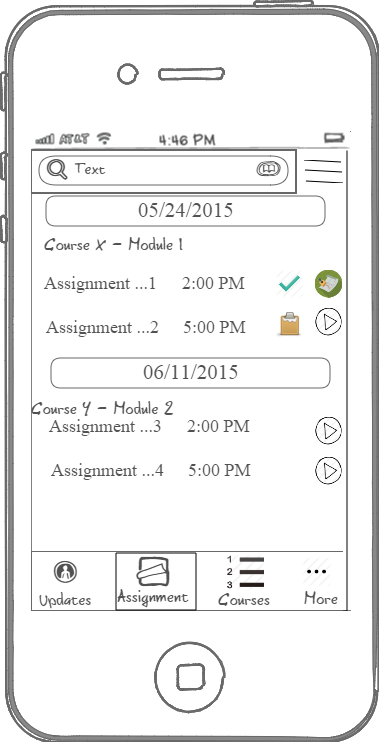 AT&T 4:46 PM
Text
05/24/2015
Course X - Module 1
Assignment ...1 2:00 PM
Assignment ...2 5:00 PM
06/11/2015
Course Y - Module 2
Assignment ...3 2:00 PM
Assignment ...4 5:00 PM
1
2
3
Updates Assignment Courses More